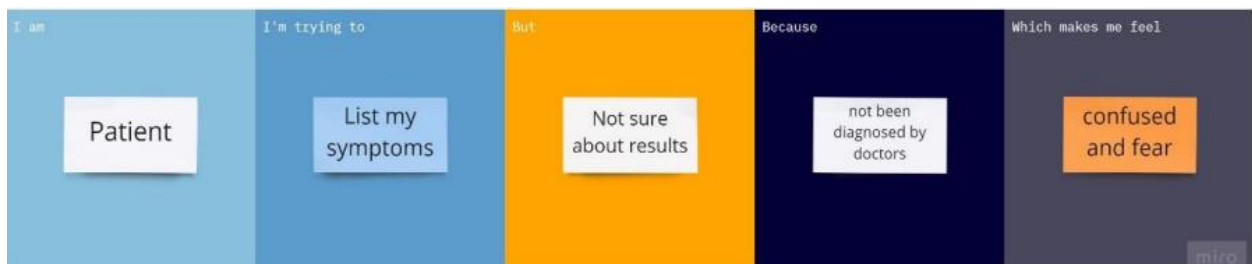 I am
Patient
I'm trying to
List my
symptoms
But
Not sure
about results
Because
not been
diagnosed by
doctors
Which makes me feel
confused
and fear
miro